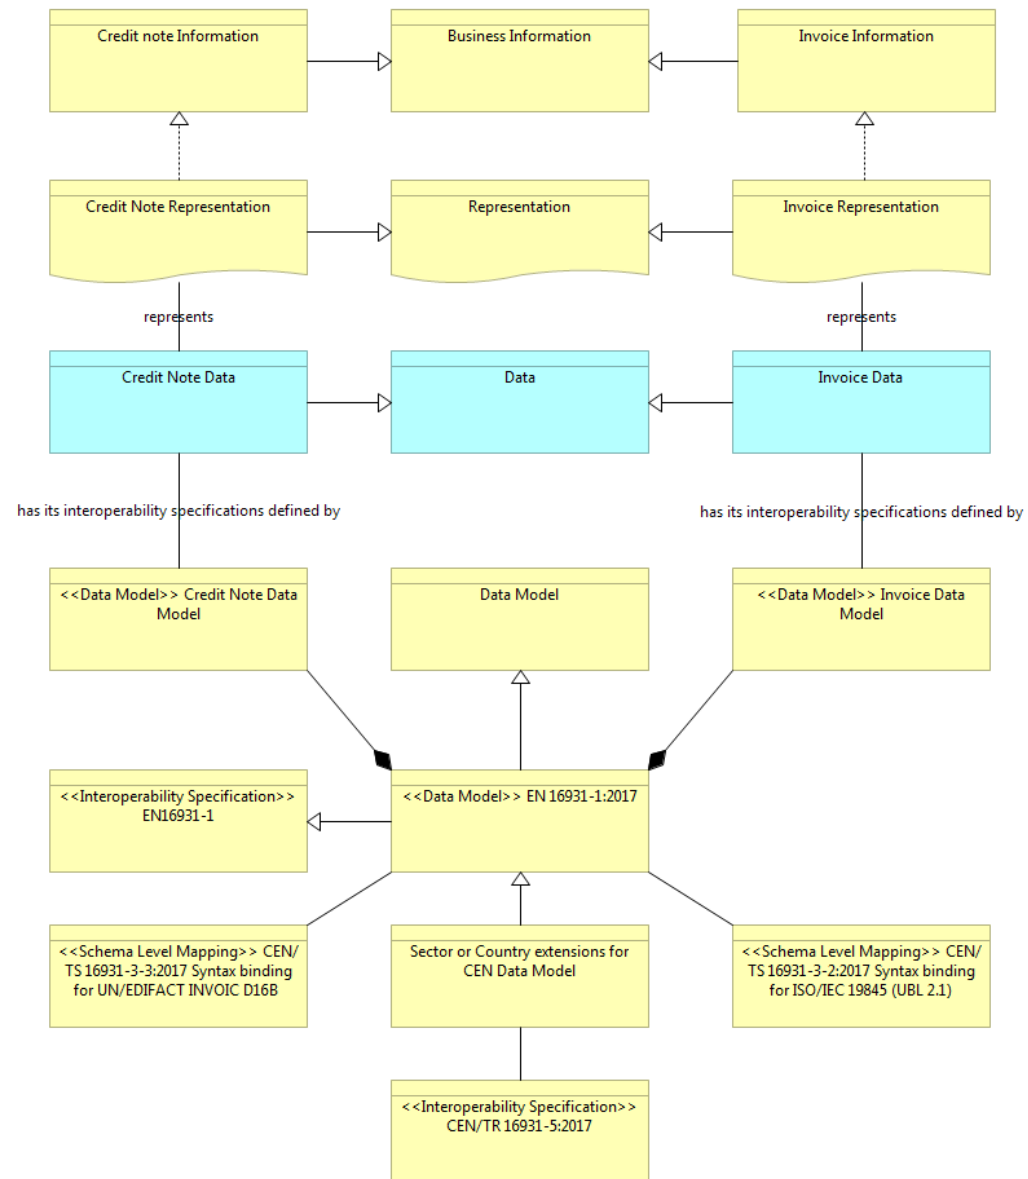 Credit note Information
Business Information
Invoice Information
Credit Note Representation
Representation
Invoice Representation
represents
represents
Credit Note Data
Data
Invoice Data
has its interoperability specifications defined by
has its interoperability specifications defined by
<<Data Model>> Credit Note Data
Model
Data Model
<<Data Model>> Invoice Data
Model
<<Interoperability Specification>>
EN16931-1
<<Data Model>> EN 16931-1:2017
<<Schema Level Mapping>> CEN/
TS 16931-3-3:2017 Syntax binding
for UN/EDIFACT INVOIC D16B
Sector or Country extensions for
CEN Data Model
<<Schema Level Mapping>> CEN/
TS 16931-3-2:2017 Syntax binding
for ISO/IEC 19845 (UBL 2.1)
<<Interoperability Specification>>
CEN/TR 16931-5:2017